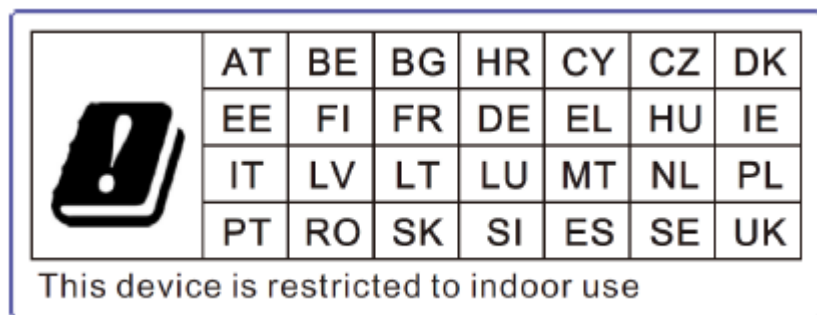 AT BE BG HR CY CZ DK
EE FI FR DE EL HU IE
IT LV LT LU MT NL PL
PT RO SK SI ES SE UK
This device is restricted to indoor use